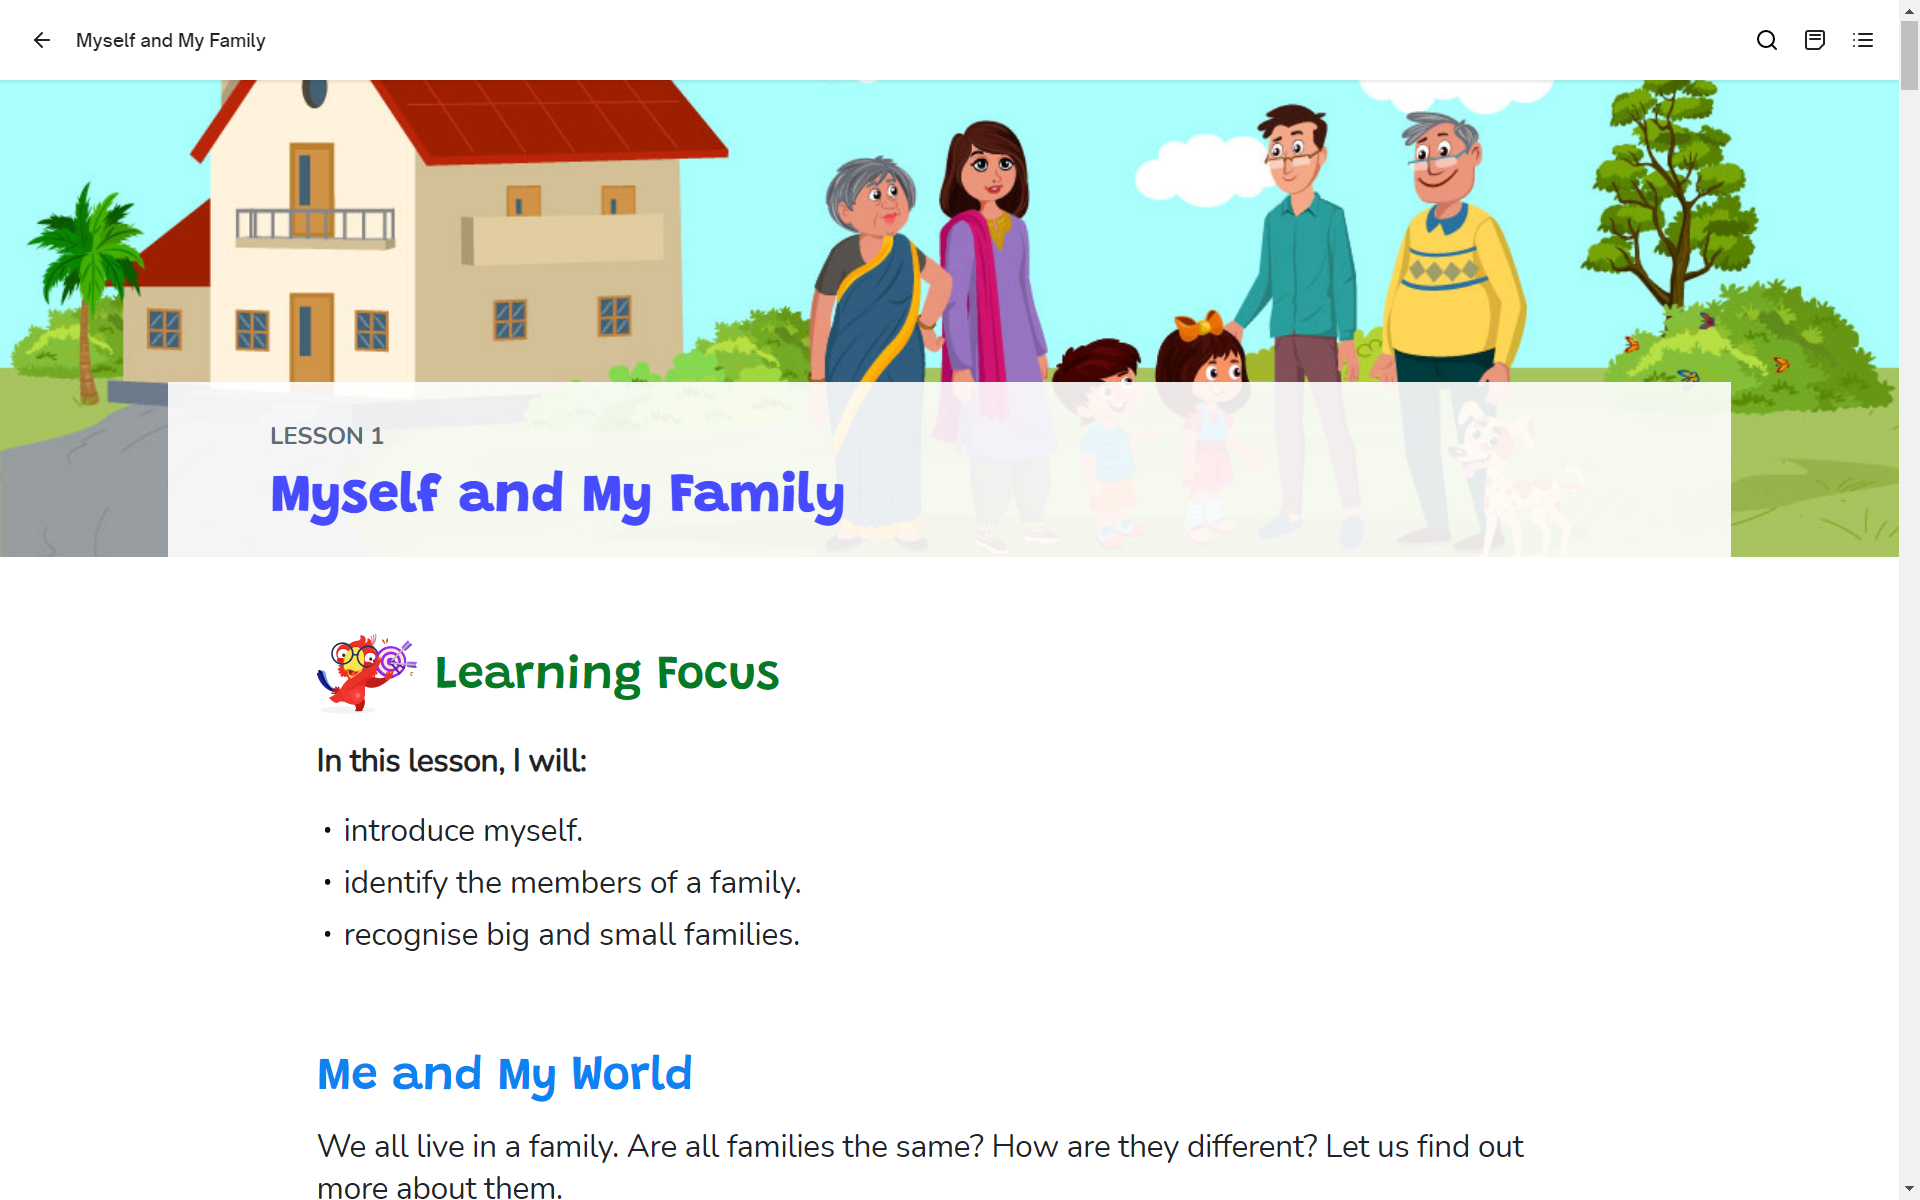 Myself and My Family
LESSON 1
Myself and My Family
Learning Focus
In this lesson, I will:
• introduce myself.
• identify the members of a family.
• recognise big and small families.
Me and My World
We all live in a family. Are all families the same? How are they different? Let us find out
more about them.